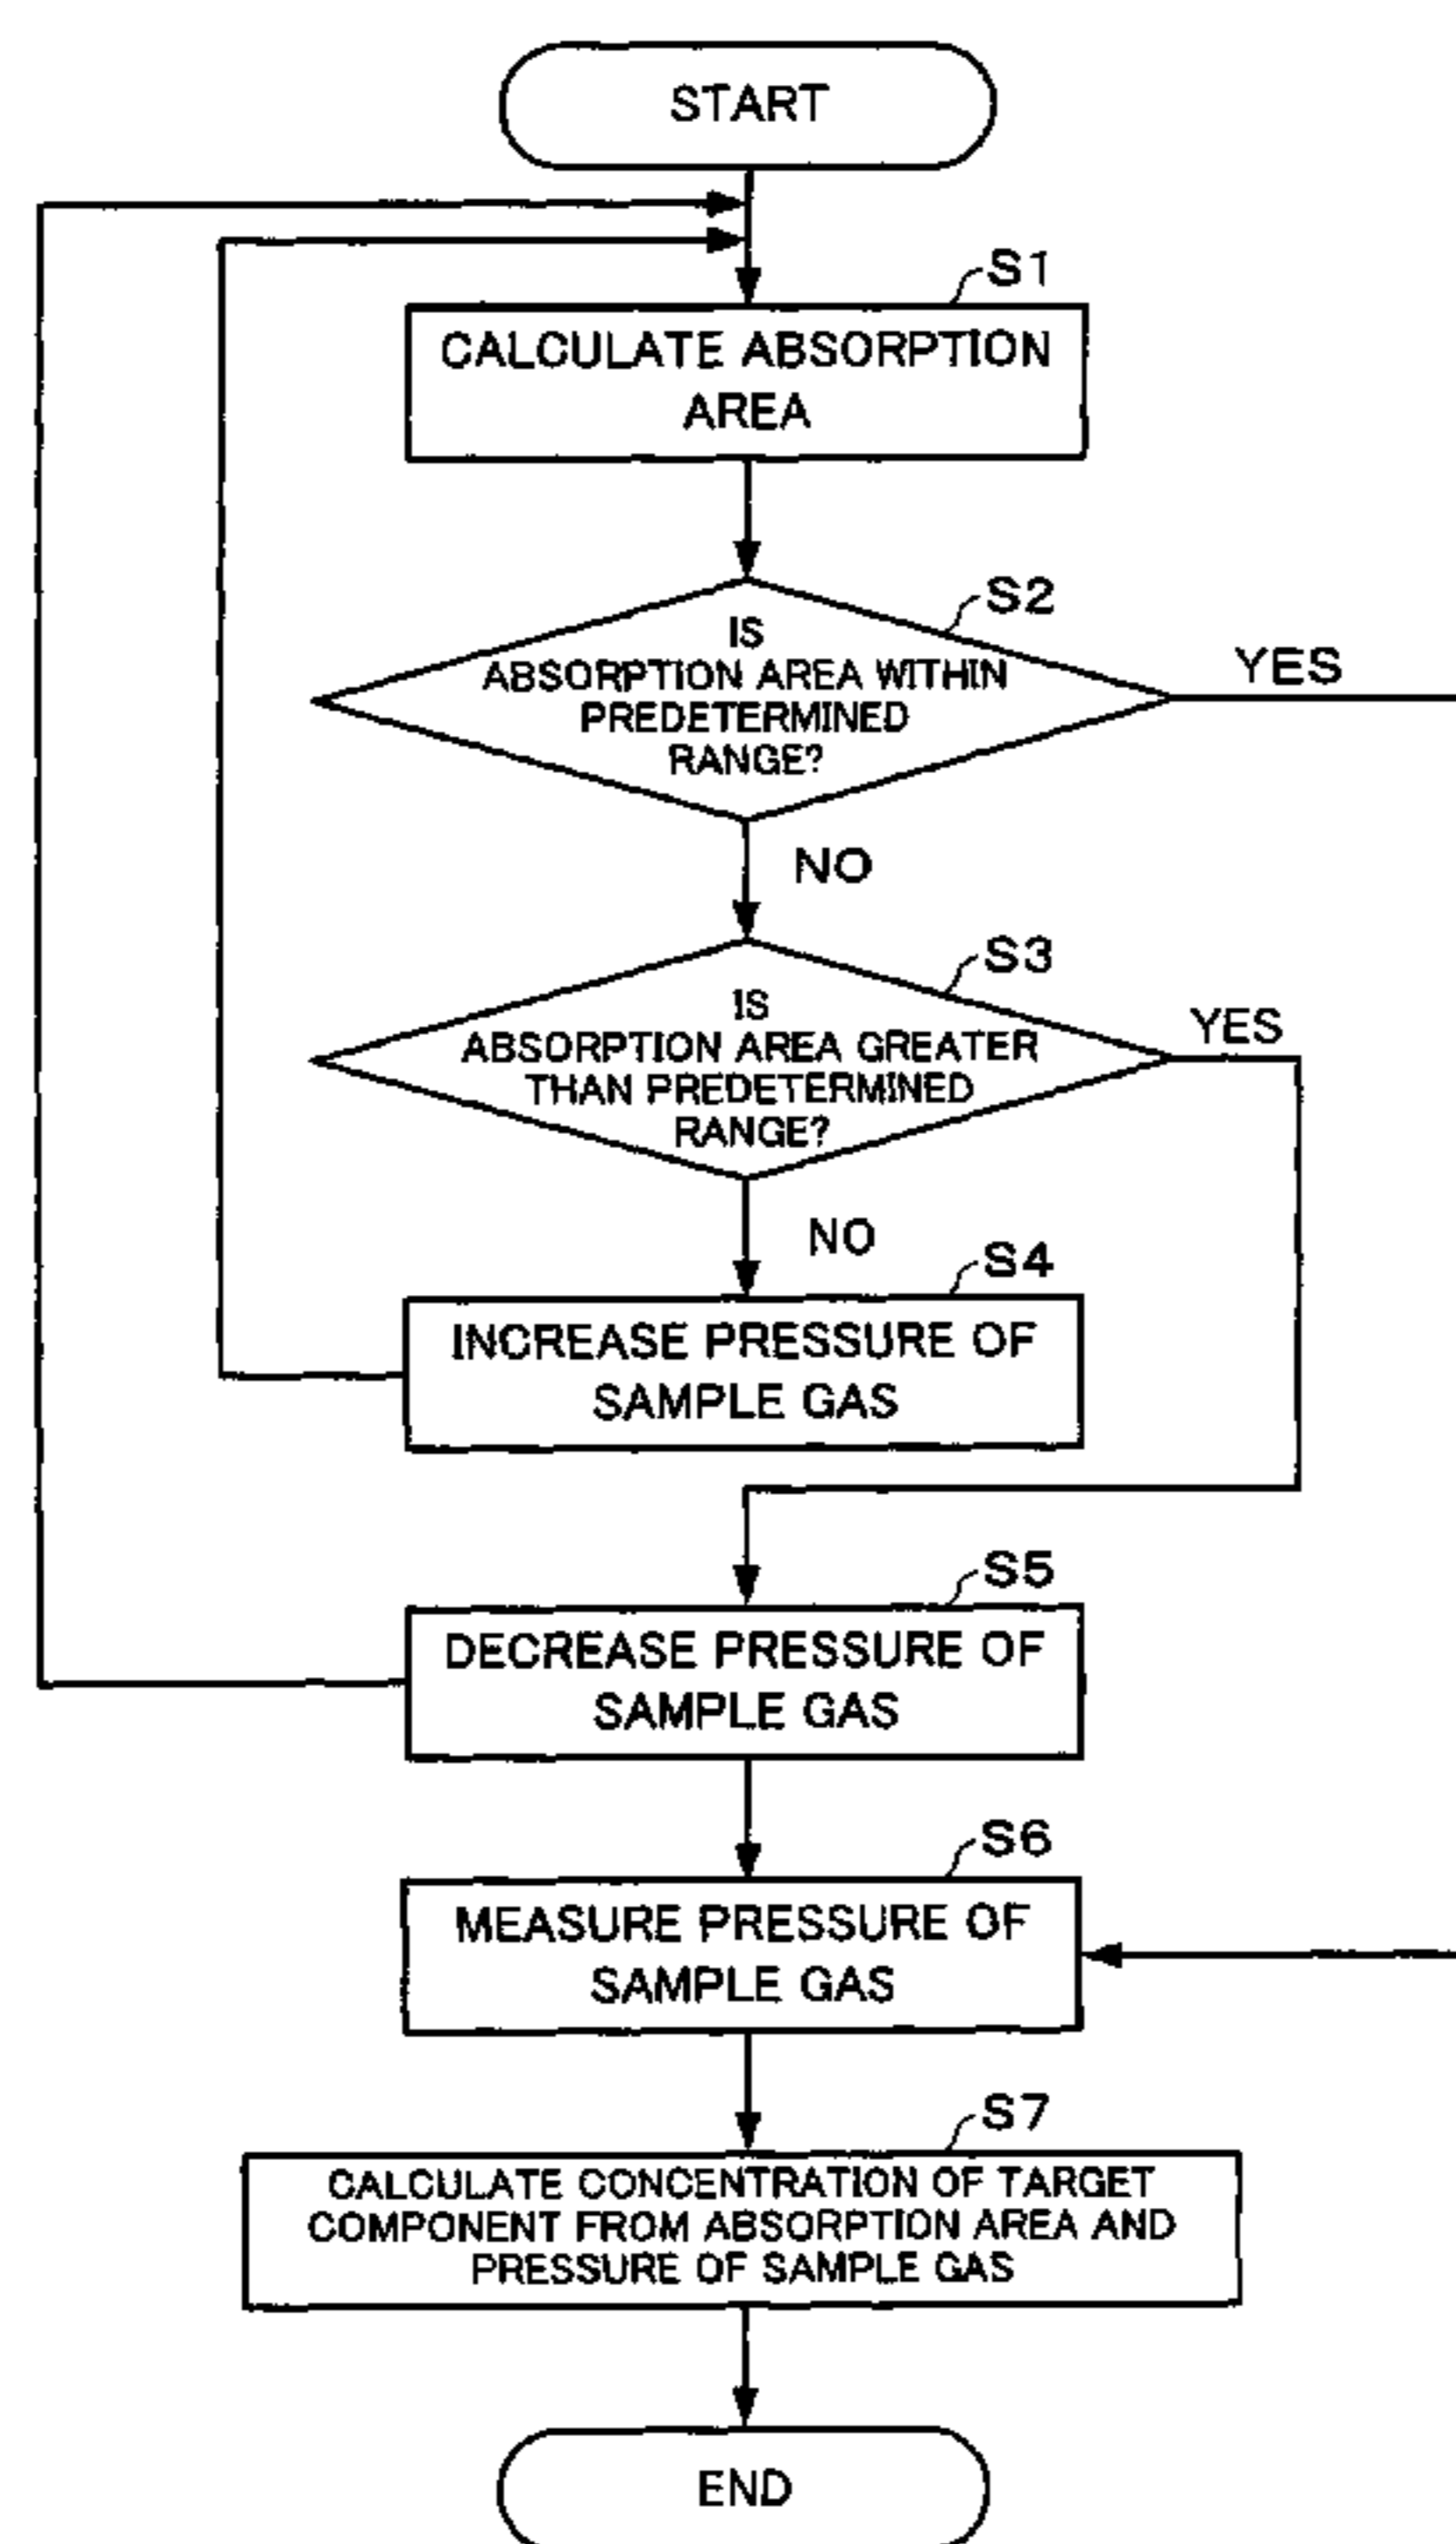 START
S1
CALCULATE ABSORPTION
AREA
S2
IS
ABSORPTION AREA WITHIN
PREDETERMINED
RANGE?
YES
NO
S3
IS
ABSORPTION AREA GREATER
THAN PREDETERMINED
RANGE?
YES
NO
S4
INCREASE PRESSURE OF
SAMPLE GAS
S5
DECREASE PRESSURE OF
SAMPLE GAS
S6
MEASURE PRESSURE OF
SAMPLE GAS
S7
CALCULATE CONCENTRATION OF TARGET
COMPONENT FROM ABSORPTION AREA AND
PRESSURE OF SAMPLE GAS
END